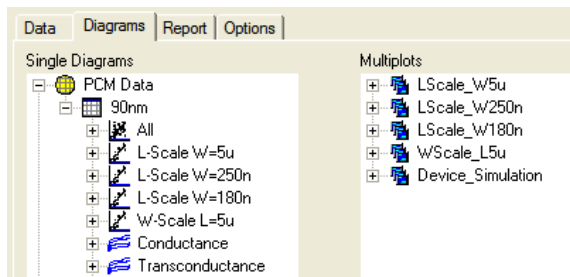 Data Diagrams Report Options
Single Diagrams
PCM Data
90nm
All
L-Scale W=5u
L-Scale W=250n
L-Scale W=180n
W-Scale L=5u
Conductance
Transconductance
Multiplots
LScale_W5u
LScale_W250n
LScale_W180n
WScale_L5u
Device_Simulation